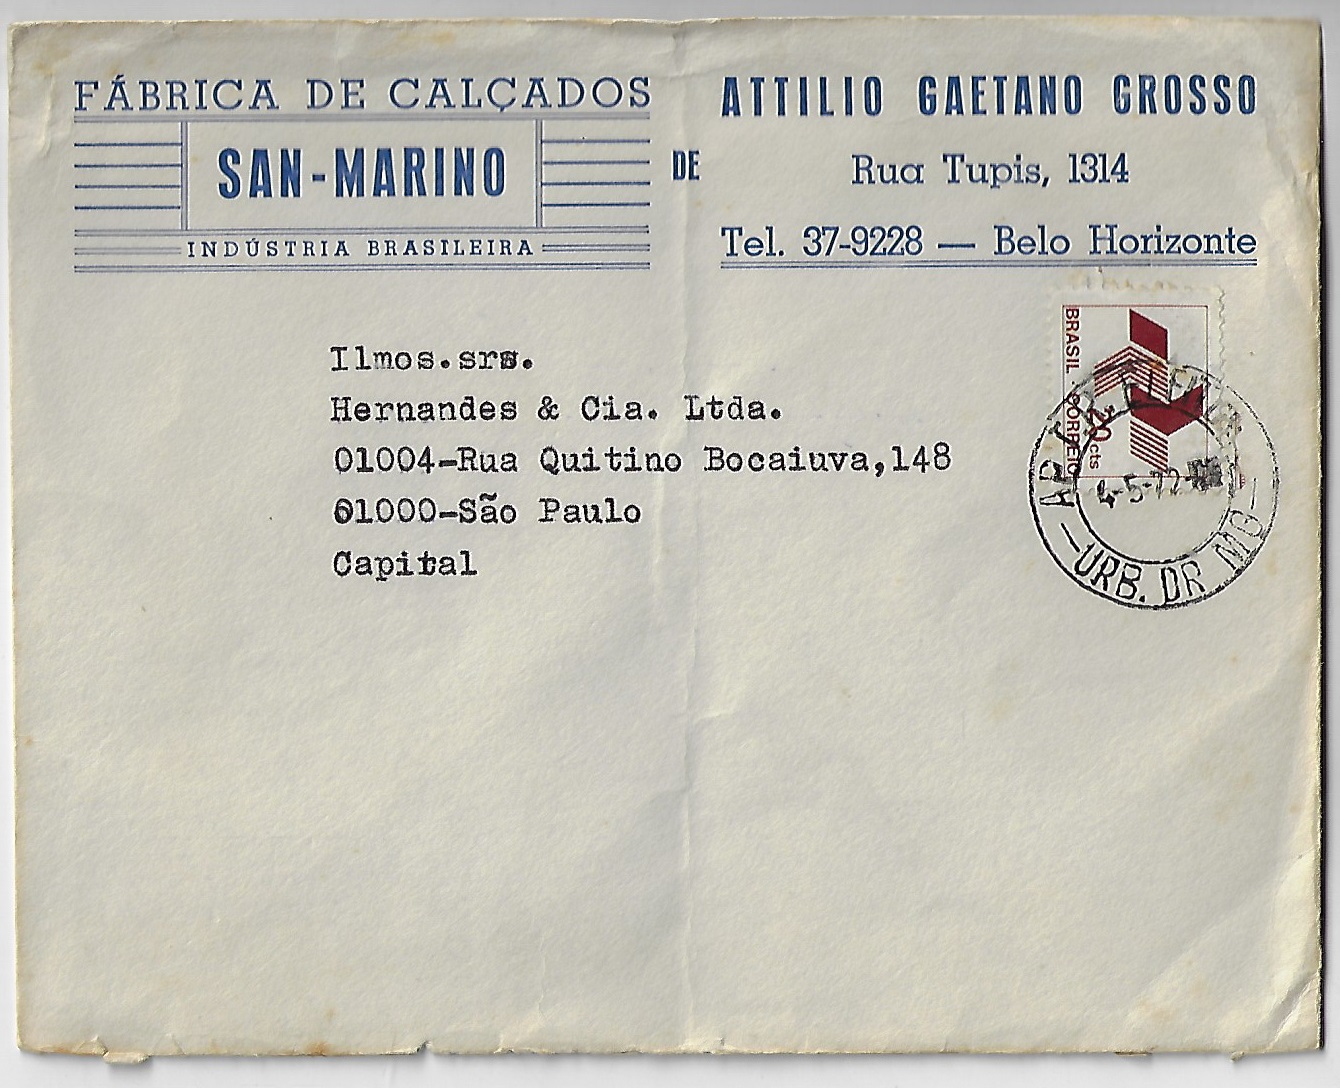 FÁBRICA DE CALÇADOS
SAN-MARINO
INDÚSTRIA BRASILEIRA
DE
ATTILIO GAETANO GROSSO
Rua Tupis, 1314
Tel. 37-9228 — Belo Horizonte
BRASIL CORREIO
20 cts
4-5-72
— URB. DR MG —
Ilmos.srs.
Hernandes & Cia. Ltda.
01004-Rua Quitino Bocaiuva,148
01000-São Paulo
Capital